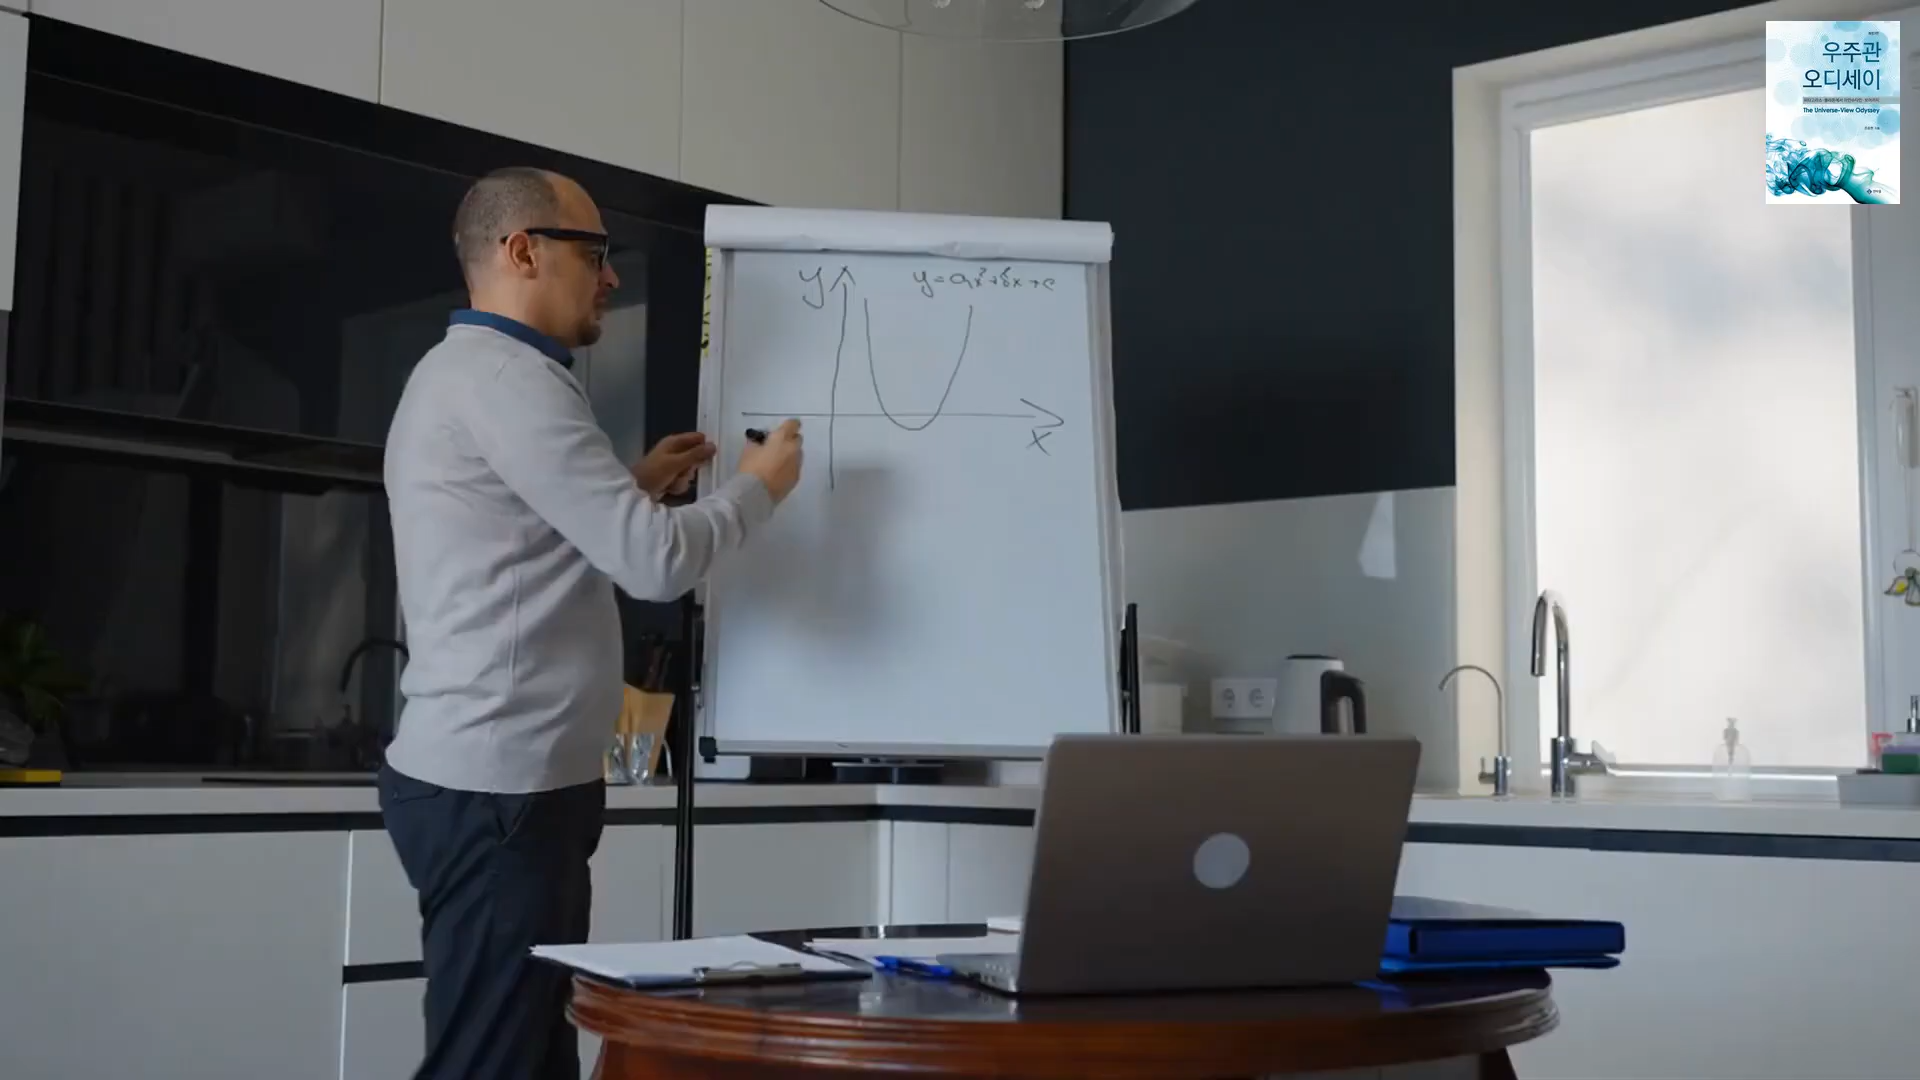 y
y=ax²+bx+c
x
우주관
오디세이
The Universe-View Odyssey